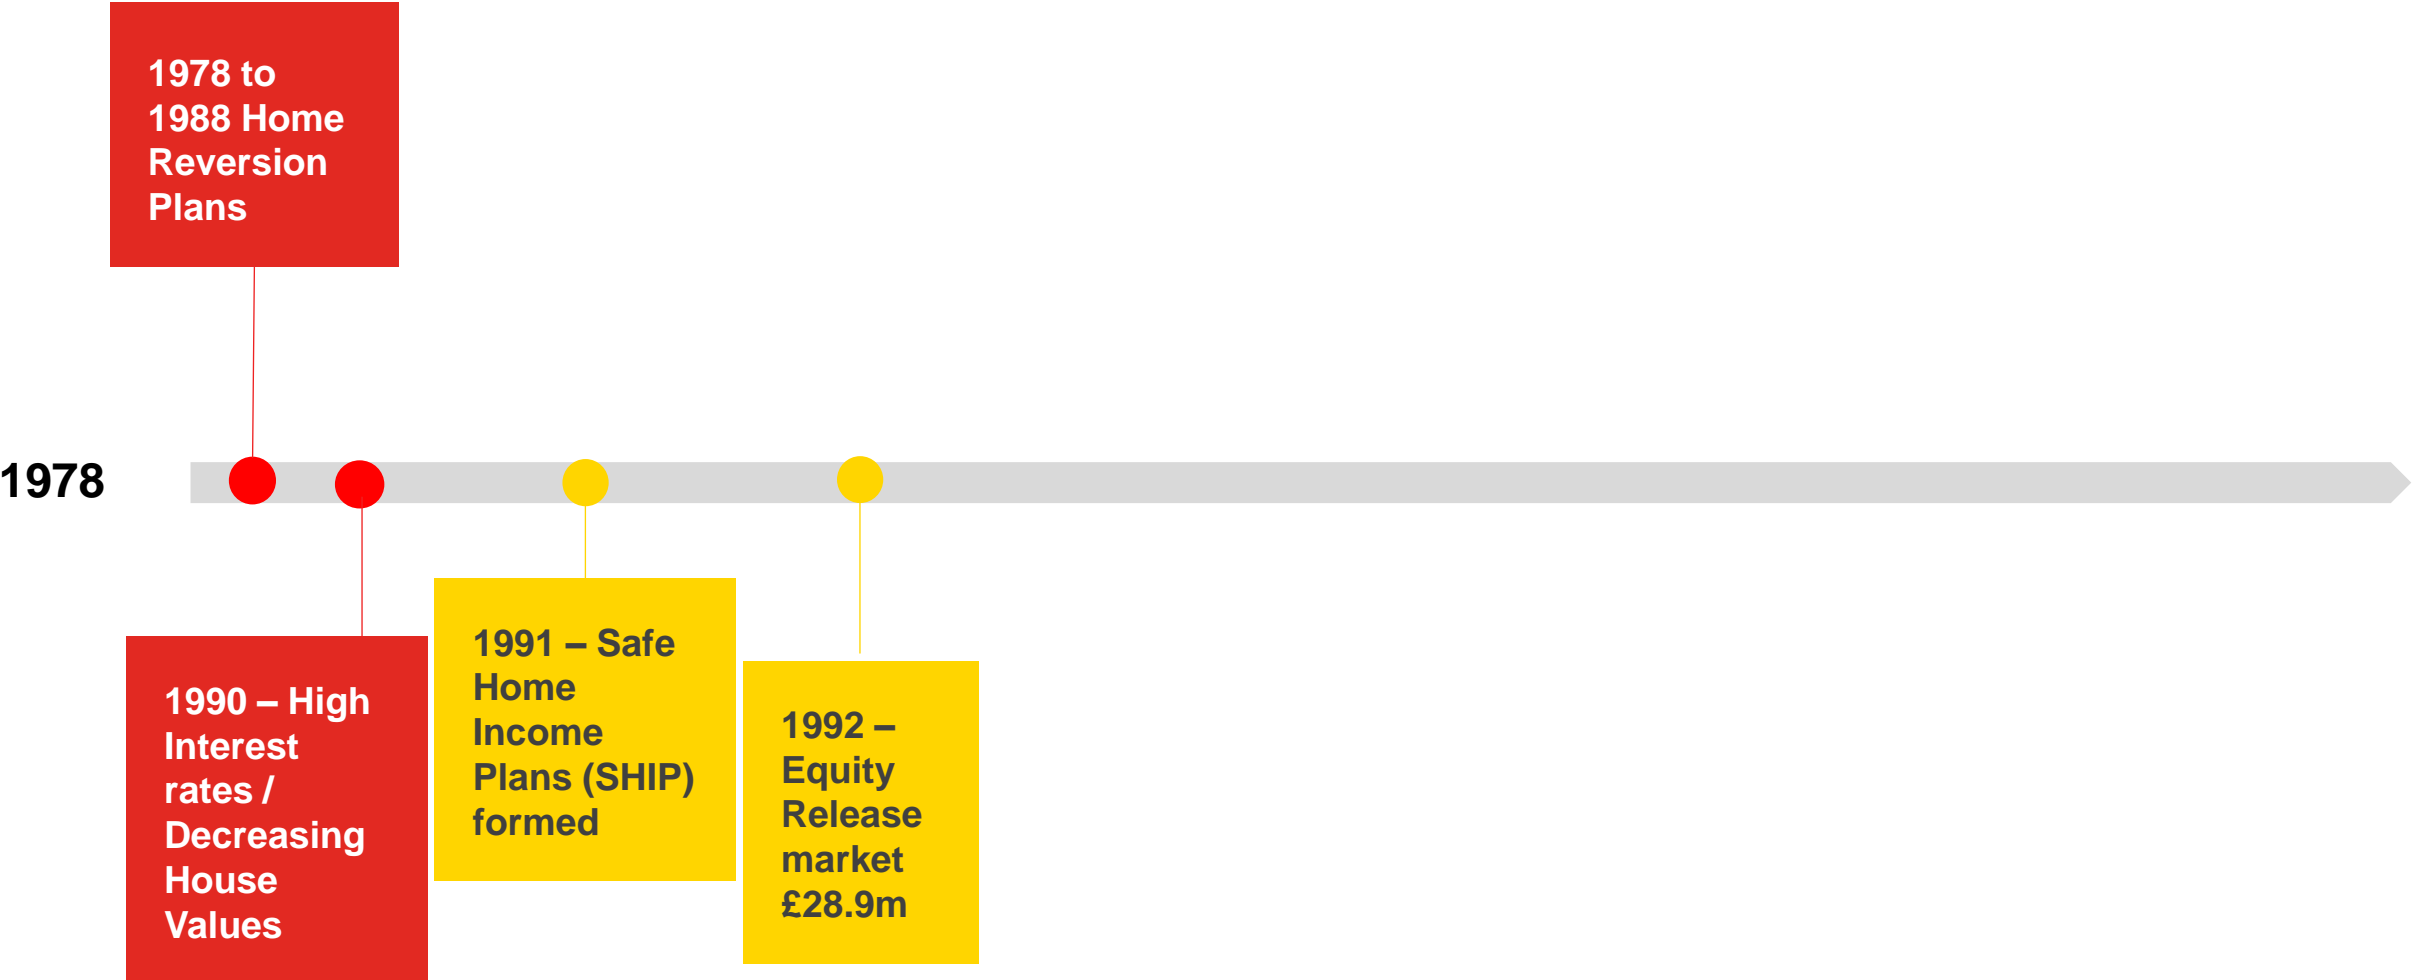 1978 to
1988 Home
Reversion
Plans
1978
1990 – High
Interest
rates /
Decreasing
House
Values
1991 – Safe
Home
Income
Plans (SHIP)
formed
1992 –
Equity
Release
market
£28.9m